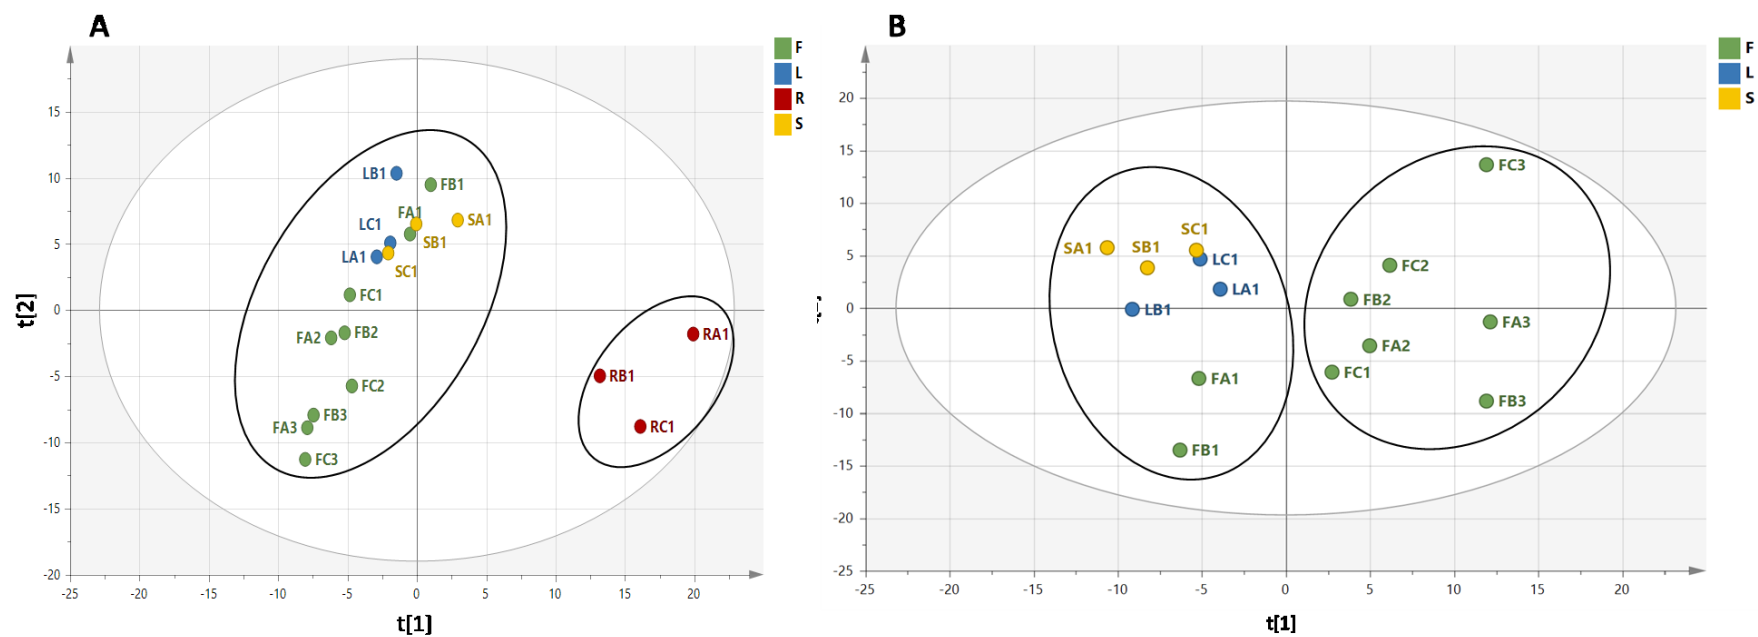 A
F
L
R
S
15
10
5
0
-5
-10
-15
-20
LB1
FB1
FA1
SA1
LC1
SB1
LA1
SC1
FC1
FA2
FB2
FC2
FB3
FA3
FC3
RA1
RB1
RC1
t[2]
-25 -20 -15 -10 -5 0 5 10 15 20
t[1]
B
F
L
S
20
15
10
5
0
-5
-10
-15
-20
-25
FC3
SC1
SA1
SB1
LC1
FC2
LA1
FB2
LB1
FA3
FA2
FC1
FA1
FB3
FB1
-25 -20 -15 -10 -5 0 5 10 15 20 25
t[1]